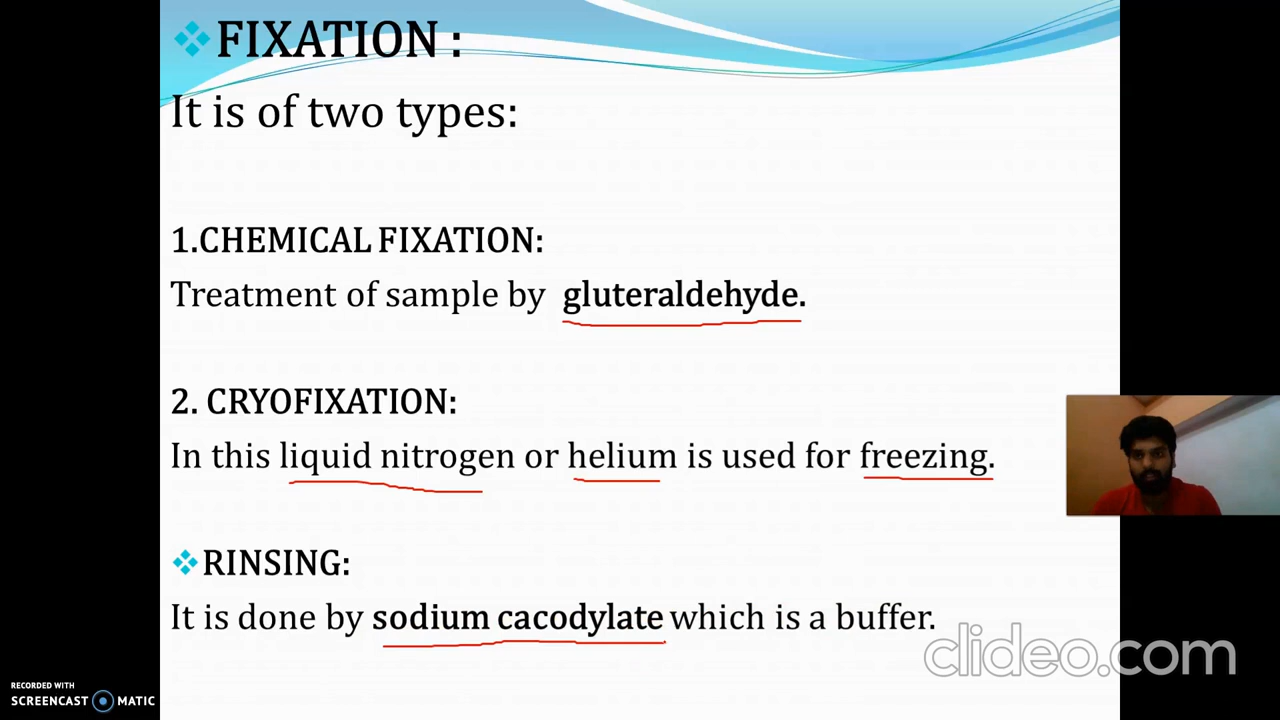 FIXATION :
It is of two types:
1.CHEMICAL FIXATION:
Treatment of sample by gluteraldehyde.
2. CRYOFIXATION:
In this liquid nitrogen or helium is used for freezing.
RINSING:
It is done by sodium cacodylate which is a buffer.
clideo.com
RECORDED WITH
SCREENCAST MATIC